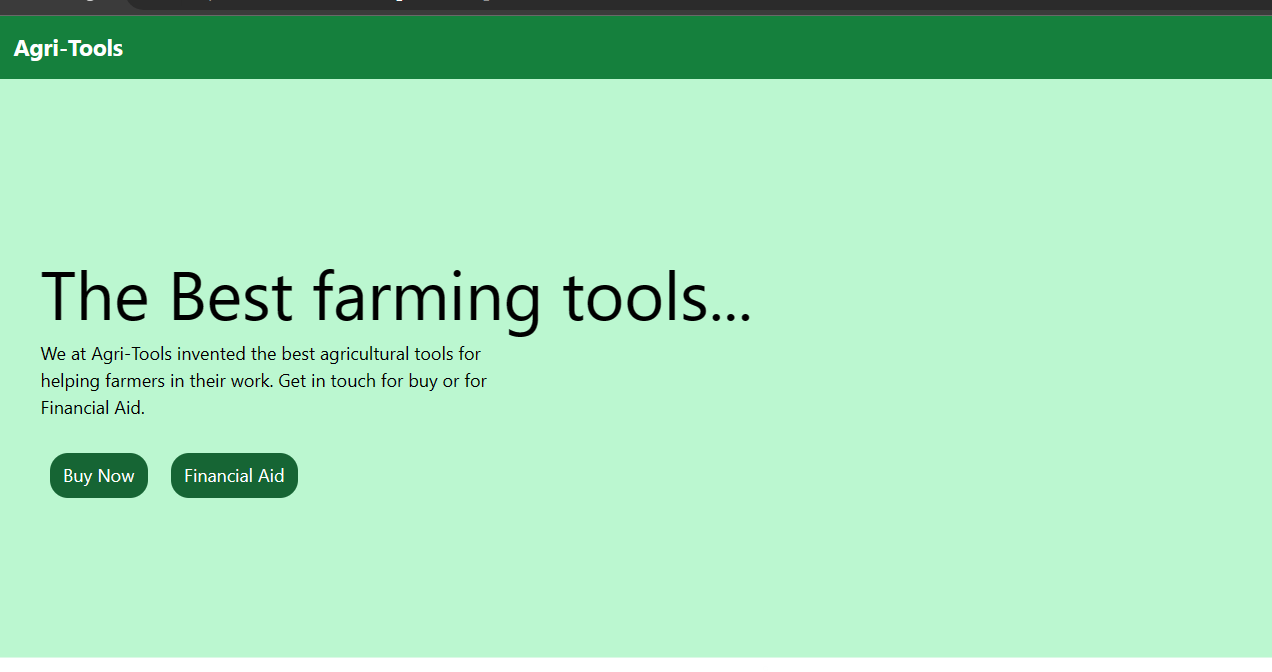 Agri-Tools
The Best farming tools...
We at Agri-Tools invented the best agricultural tools for
helping farmers in their work. Get in touch for buy or for
Financial Aid.
Buy Now
Financial Aid